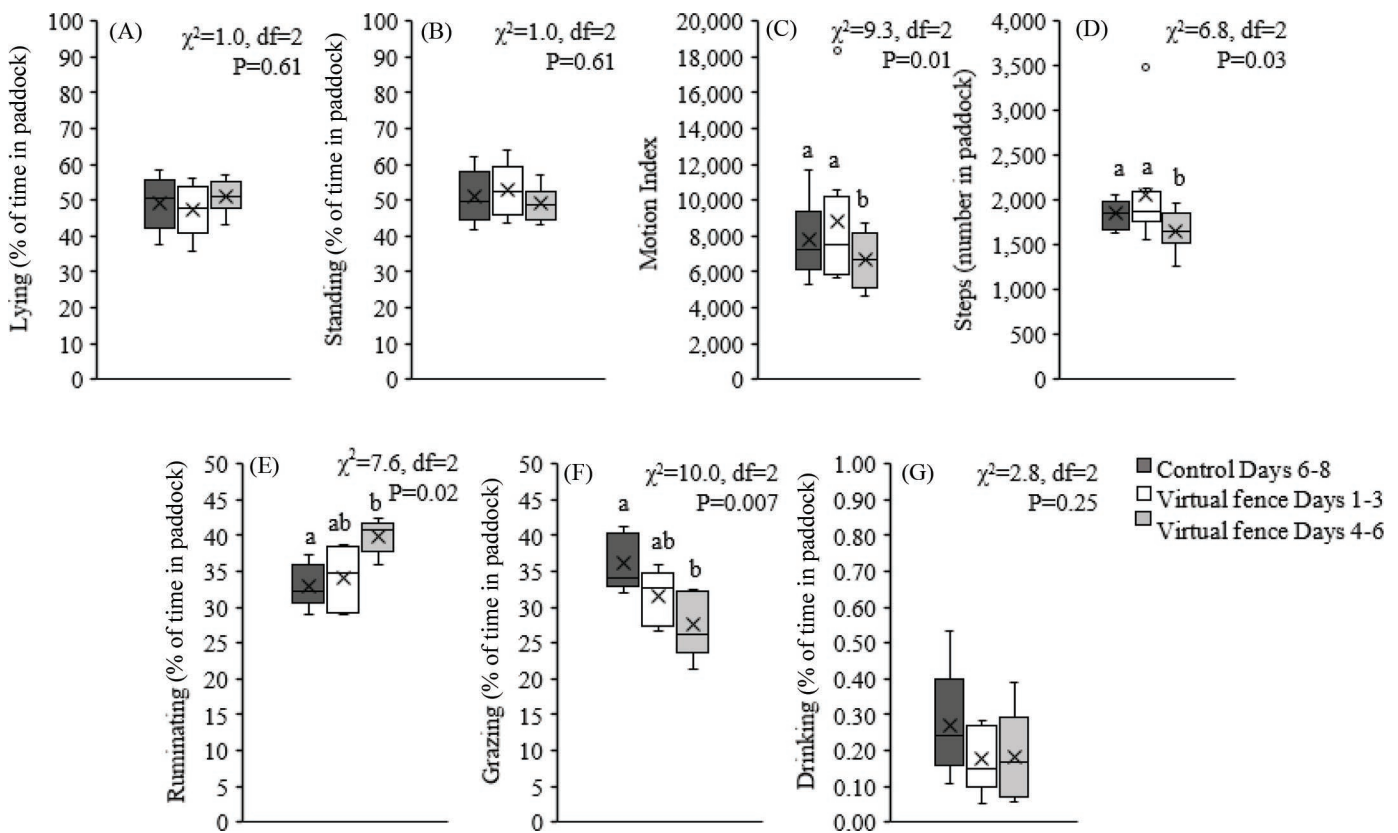 (A)
χ²=1.0, df=2
P=0.61
Lying (% of time in paddock)
100
90
80
70
60
50
40
30
20
10
0
(B)
χ²=1.0, df=2
P=0.61
Standing (% of time in paddock)
100
90
80
70
60
50
40
30
20
10
0
(C)
χ²=9.3, df=2
P=0.01
Motion Index
20,000
18,000
16,000
14,000
12,000
10,000
8,000
6,000
4,000
2,000
0
a
a
b
(D)
χ²=6.8, df=2
P=0.03
Steps (number in paddock)
4,000
3,500
3,000
2,500
2,000
1,500
1,000
500
0
a
a
b
(E)
χ²=7.6, df=2
P=0.02
Ruminating (% of time in paddock)
50
45
40
35
30
25
20
15
10
5
0
a
ab
b
(F)
χ²=10.0, df=2
P=0.007
Grazing (% of time in paddock)
50
45
40
35
30
25
20
15
10
5
0
a
ab
b
(G)
χ²=2.8, df=2
P=0.25
Drinking (% of time in paddock)
1.00
0.90
0.80
0.70
0.60
0.50
0.40
0.30
0.20
0.10
0.00
Control Days 6-8
Virtual fence Days 1-3
Virtual fence Days 4-6